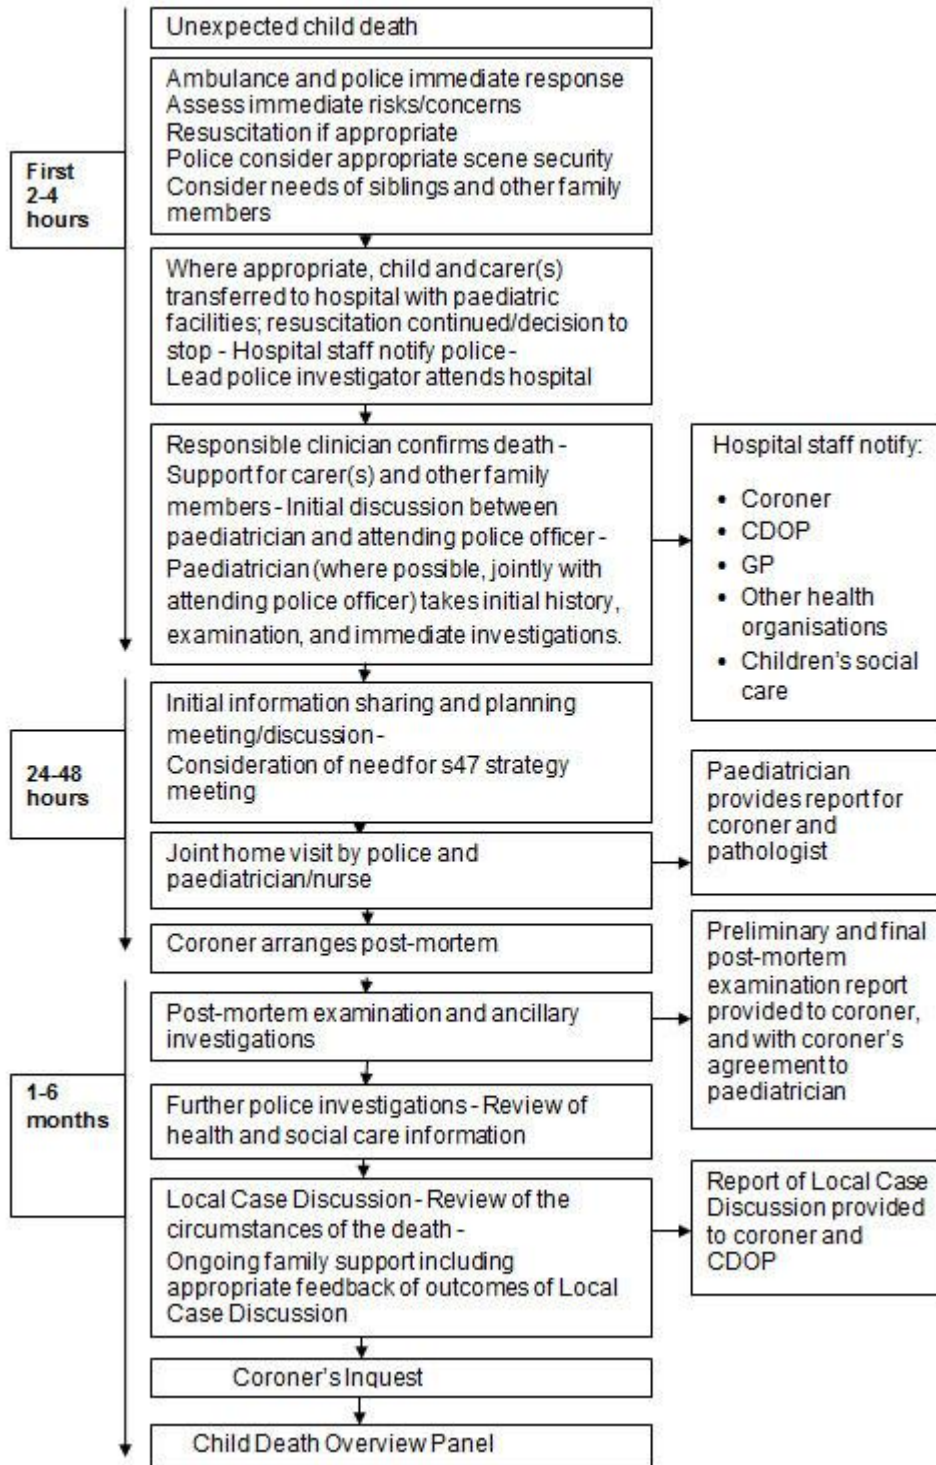 Unexpected child death
Ambulance and police immediate response
Assess immediate risks/concerns
Resuscitation if appropriate
Police consider appropriate scene security
Consider needs of siblings and other family
members
First
2-4
hours
Where appropriate, child and carer(s)
transferred to hospital with paediatric
facilities; resuscitation continued/decision to
stop - Hospital staff notify police -
Lead police investigator attends hospital
Responsible clinician confirms death -
Support for carer(s) and other family
members - Initial discussion between
paediatrician and attending police officer -
Paediatrician (where possible, jointly with
attending police officer) takes initial history,
examination, and immediate investigations.
Hospital staff notify:
• Coroner
• CDOP
• GP
• Other health
organisations
• Children's social
care
24-48
hours
Initial information sharing and planning
meeting/discussion-
Consideration of need for s47 strategy
meeting
Joint home visit by police and
paediatrician/nurse
Paediatrician
provides report for
coroner and
pathologist
Coroner arranges post-mortem
1-6
months
Post-mortem examination and ancillary
investigations
Preliminary and final
post-mortem
examination report
provided to coroner,
and with coroner's
agreement to
paediatrician
Further police investigations - Review of
health and social care information
Local Case Discussion - Review of the
circumstances of the death -
Ongoing family support including
appropriate feedback of outcomes of Local
Case Discussion
Report of Local Case
Discussion provided
to coroner and
CDOP
Coroner's Inquest
Child Death Overview Panel